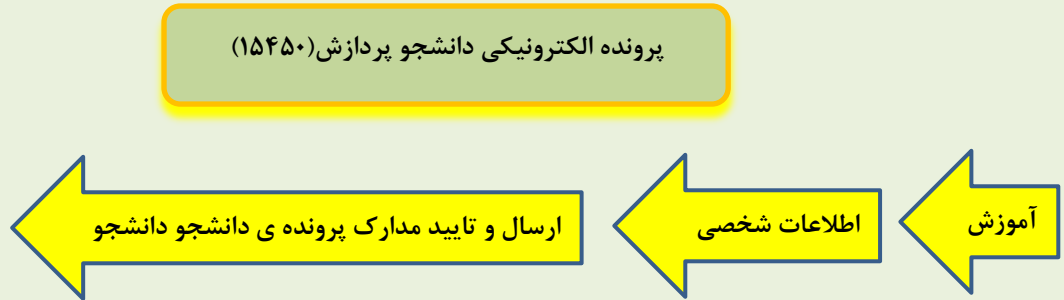 پرونده الکترونیکی دانشجو پردازش(۱۵۴۵۰)
آموزش
اطلاعات شخصی
ارسال و تایید مدارک پرونده ی دانشجو دانشجو